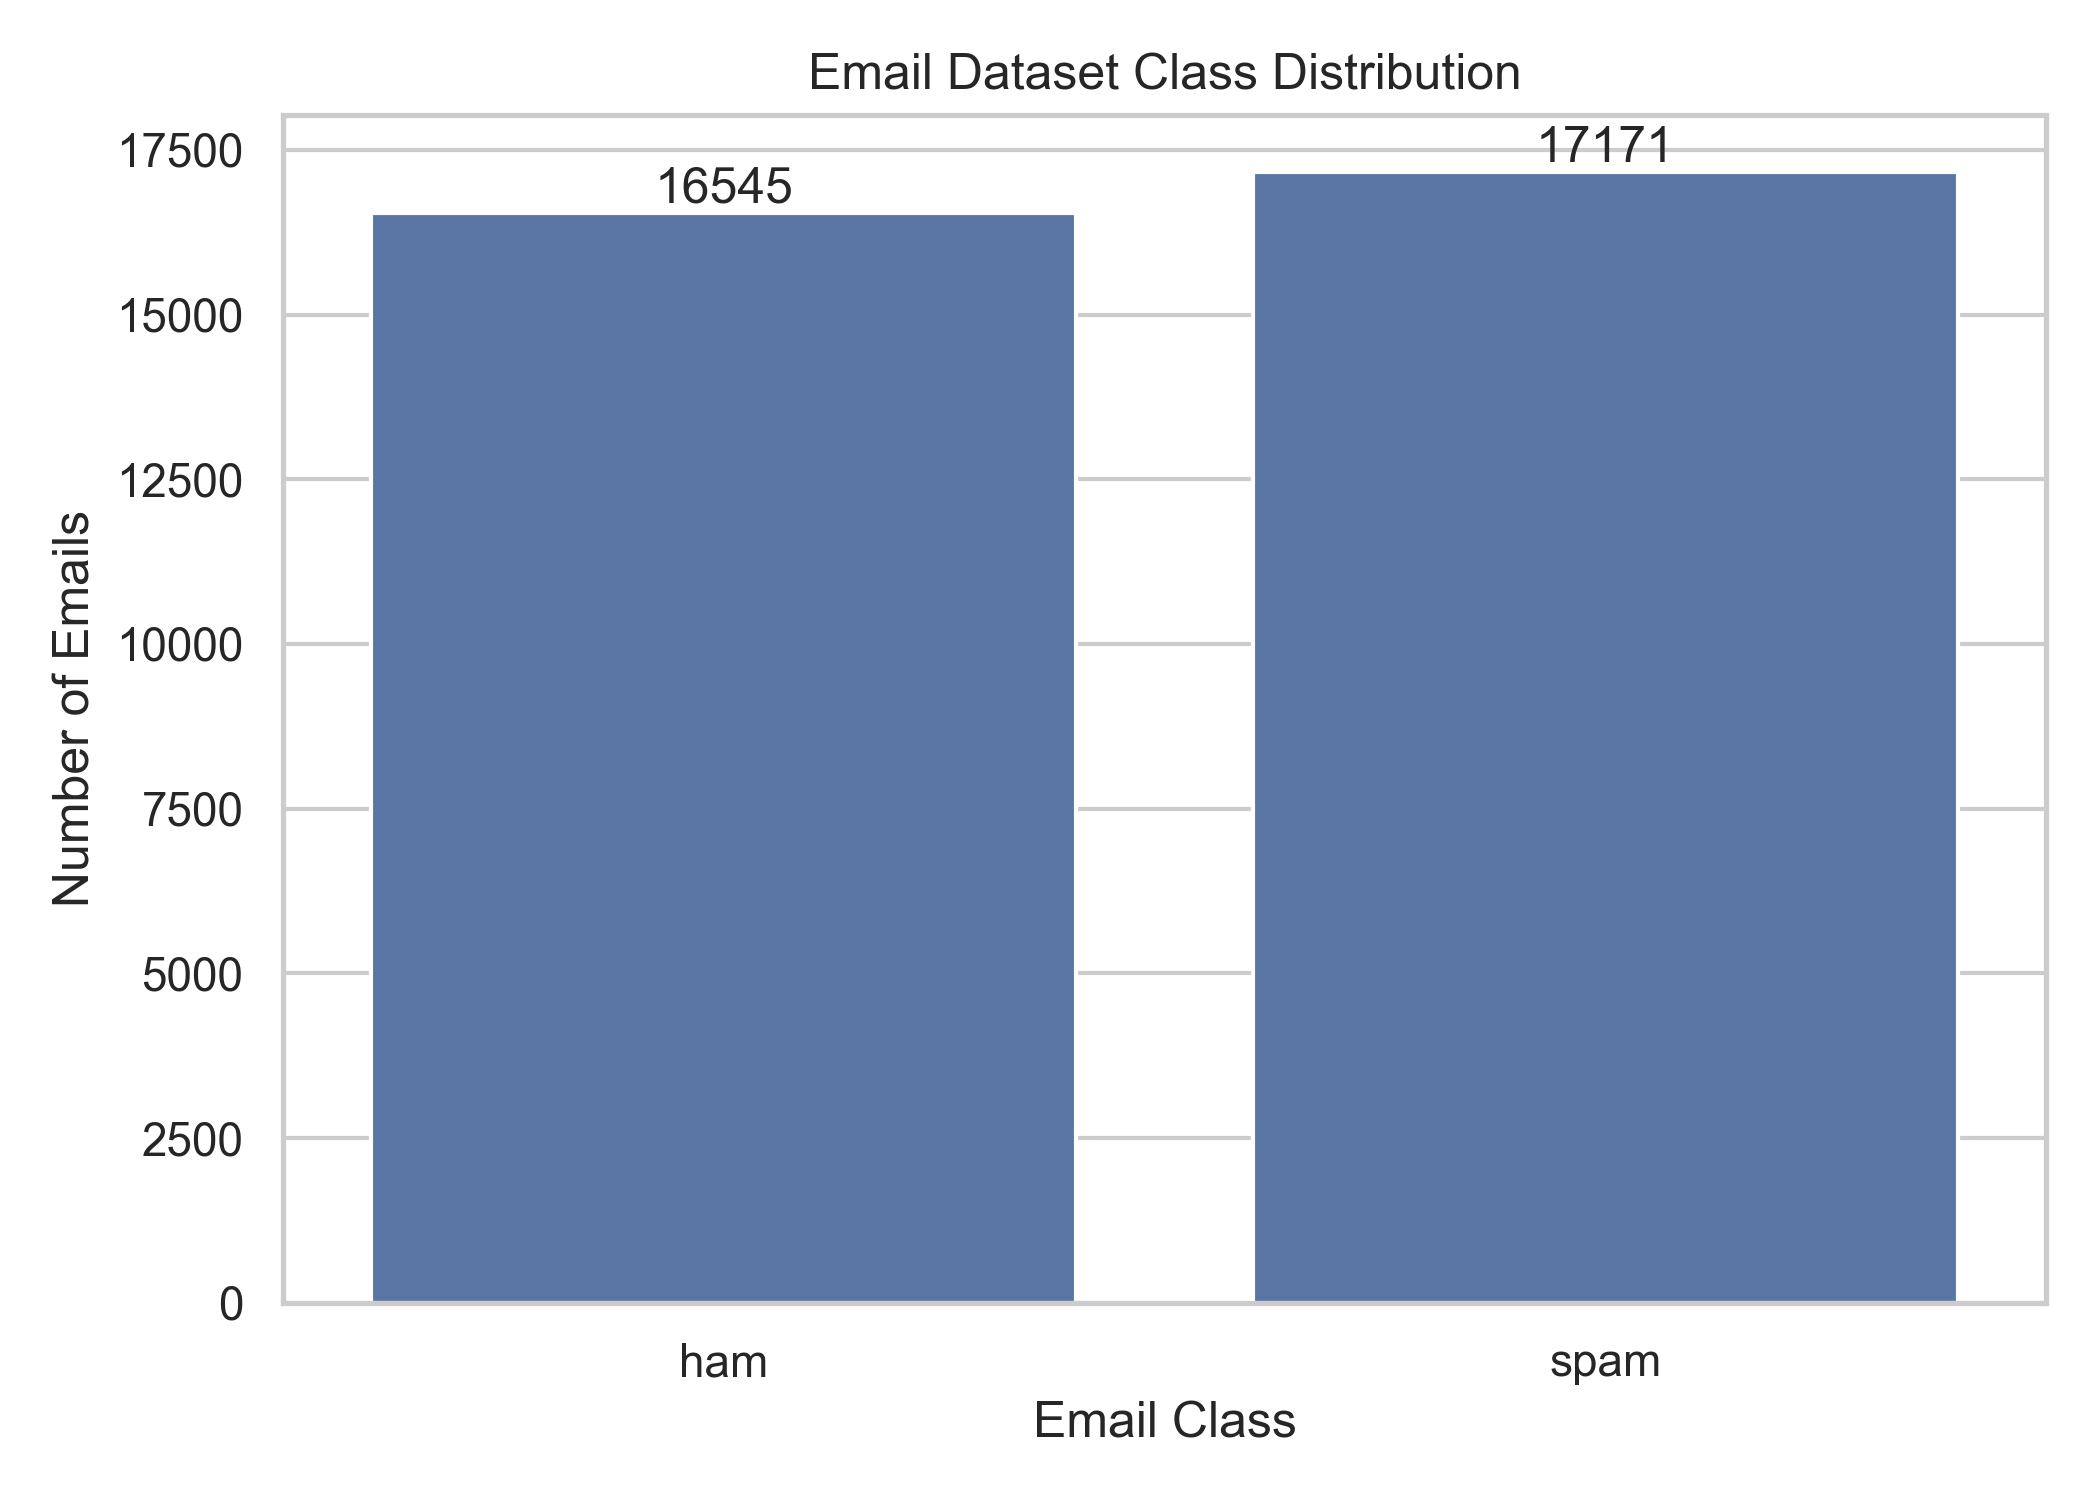 Email Dataset Class Distribution
17500
15000
12500
10000
7500
5000
2500
0
Number of Emails
16545
17171
ham
spam
Email Class